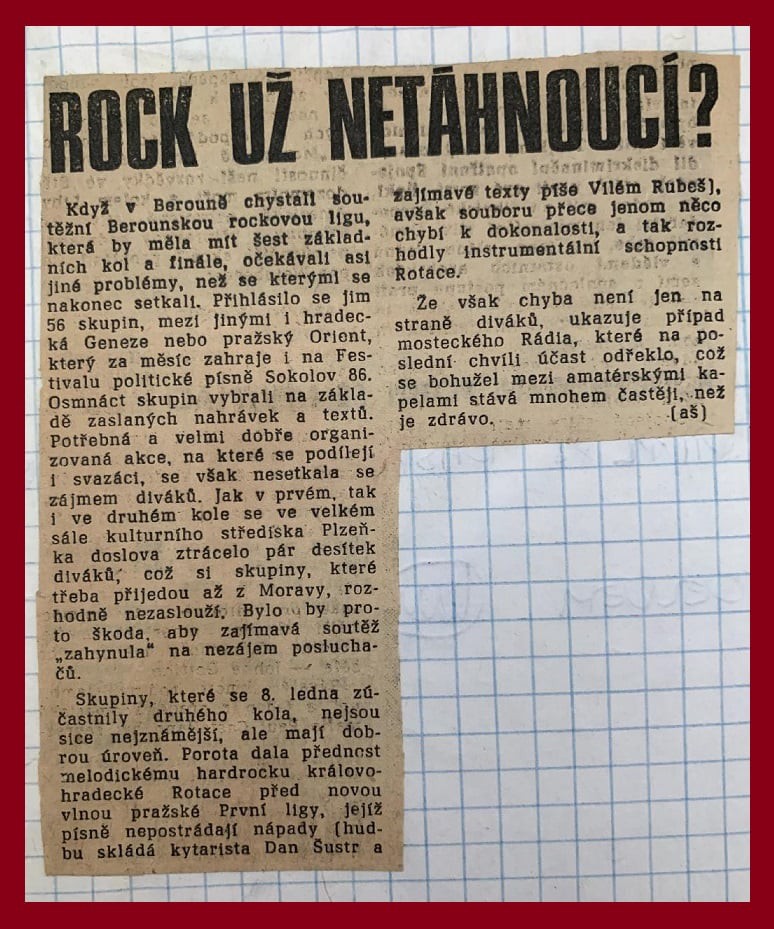 ROCK UŽ NETÁHNOUCÍ?
Když v Berouně chystali sou-
těžní Berounskou rockovou ligu,
která by měla mít šest základ-
ních kol a finále, očekávali asi
jiné problémy, než se kterými se
nakonec setkali. Přihlásilo se jim
56 skupin, mezi jinými i hradec-
ká Geneze nebo pražský Orient,
který za měsíc zahraje i na Fes-
tivalu politické písně Sokolov 86.
Osmnáct skupin vybrali na zákla-
dě zaslaných nahrávek a textů.
Potřebná a velmi dobře organi-
zovaná akce, na které se podílejí
i svazáci, se však nesetkala se
zájmem diváků. Jak v prvém, tak
i ve druhém kole se ve velkém
sále kulturního střediska Plzeň-
ka doslova ztrácelo pár desítek
diváků, což si skupiny, které
třeba přijedou až z Moravy, roz-
hodně nezaslouží. Bylo by pro-
to škoda, aby zajímavá soutěž
„zahynula“ na nezájem poslucha-
čů.
Skupiny, které se 8. ledna zú-
častnily druhého kola, nejsou
sice nejznámější, ale mají dob-
rou úroveň. Porota dala přednost
melodickému hardrocku královo-
hradecké Rotace před novou
vlnou pražské První ligy, jejíž
písně nepostrádají nápady (hud-
bu skládá kytarista Dan Šustr a
zajímavé texty píše Vilém Rubeš),
avšak souboru přece jenom něco
chybí k dokonalosti, a tak roz-
hodly instrumentální schopnosti
Rotace.
Že však chyba není jen na
straně diváků, ukazuje případ
mosteckého Rádia, které na po-
slední chvíli účast odřeklo, což
se bohužel mezi amatérskými ka-
pelami stává mnohem častěji, než
je zdrávo. (aš)